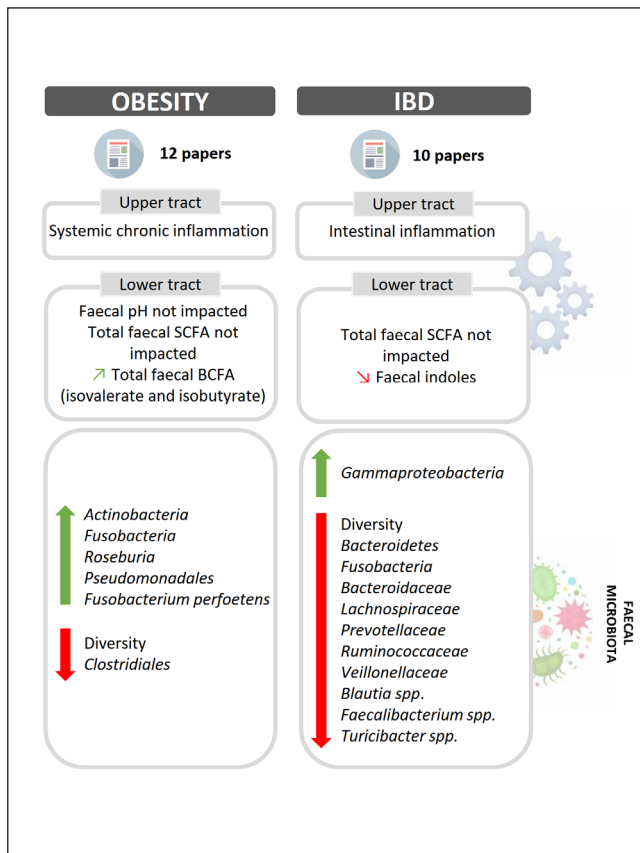 OBESITY
12 papers
Upper tract
Systemic chronic inflammation
Lower tract
Faecal pH not impacted
Total faecal SCFA not
impacted
↗ Total faecal BCFA
(isovalerate and isobutyrate)
Actinobacteria
Fusobacteria
Roseburia
Pseudomonadales
Fusobacterium perfoetens
Diversity
Clostridiales
IBD
10 papers
Upper tract
Intestinal inflammation
Lower tract
Total faecal SCFA not
impacted
↘ Faecal indoles
Gammaproteobacteria
Diversity
Bacteroidetes
Fusobacteria
Bacteroidaceae
Lachnospiraceae
Prevotellaceae
Ruminococcaceae
Veillonellaceae
Blautia spp.
Faecalibacterium spp.
Turicibacter spp.
FAECAL
MICROBIOTA